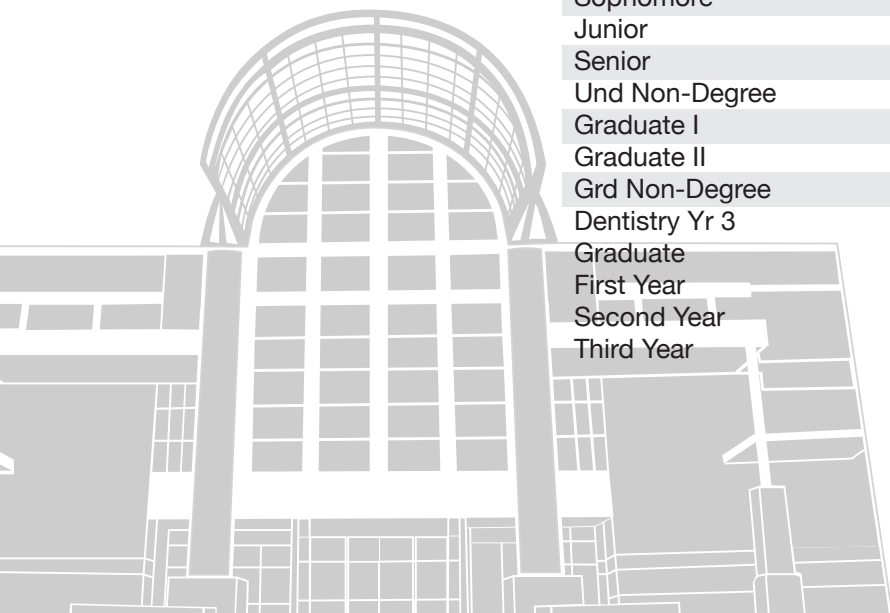 Sophomore
Junior
Senior
Und Non-Degree
Graduate I
Graduate II
Grd Non-Degree
Dentistry Yr 3
Graduate
First Year
Second Year
Third Year